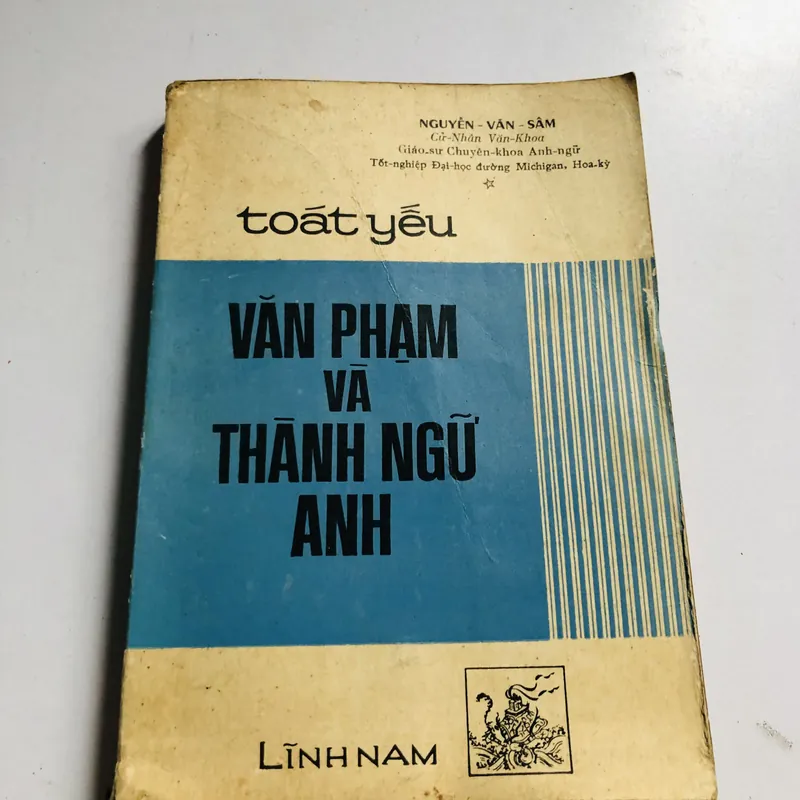 NGUYỄN - VĂN - SÂM
Cử-Nhân Văn-Khoa
Giáo-sư Chuyên-khoa Anh-ngữ
Tốt-nghiệp Đại-học đường Michigan, Hoa-kỳ
toát yếu
VĂN PHẠM
VÀ
THÀNH NGỮ
ANH
LĨNH NAM